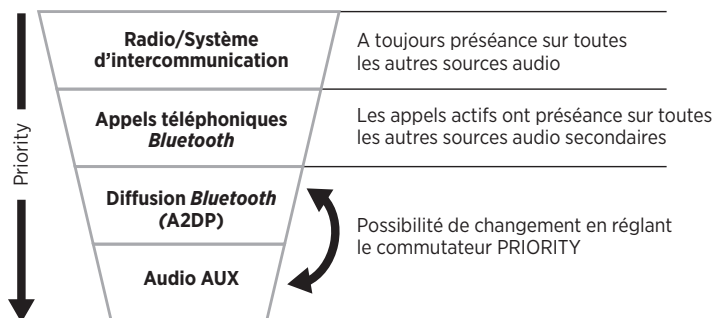 Priority
Radio/Système
d'intercommunication
A toujours préséance sur toutes
les autres sources audio
Appels téléphoniques
Bluetooth
Les appels actifs ont préséance sur toutes
les autres sources audio secondaires
Diffusion Bluetooth
(A2DP)
Possibilité de changement en réglant
le commutateur PRIORITY
Audio AUX